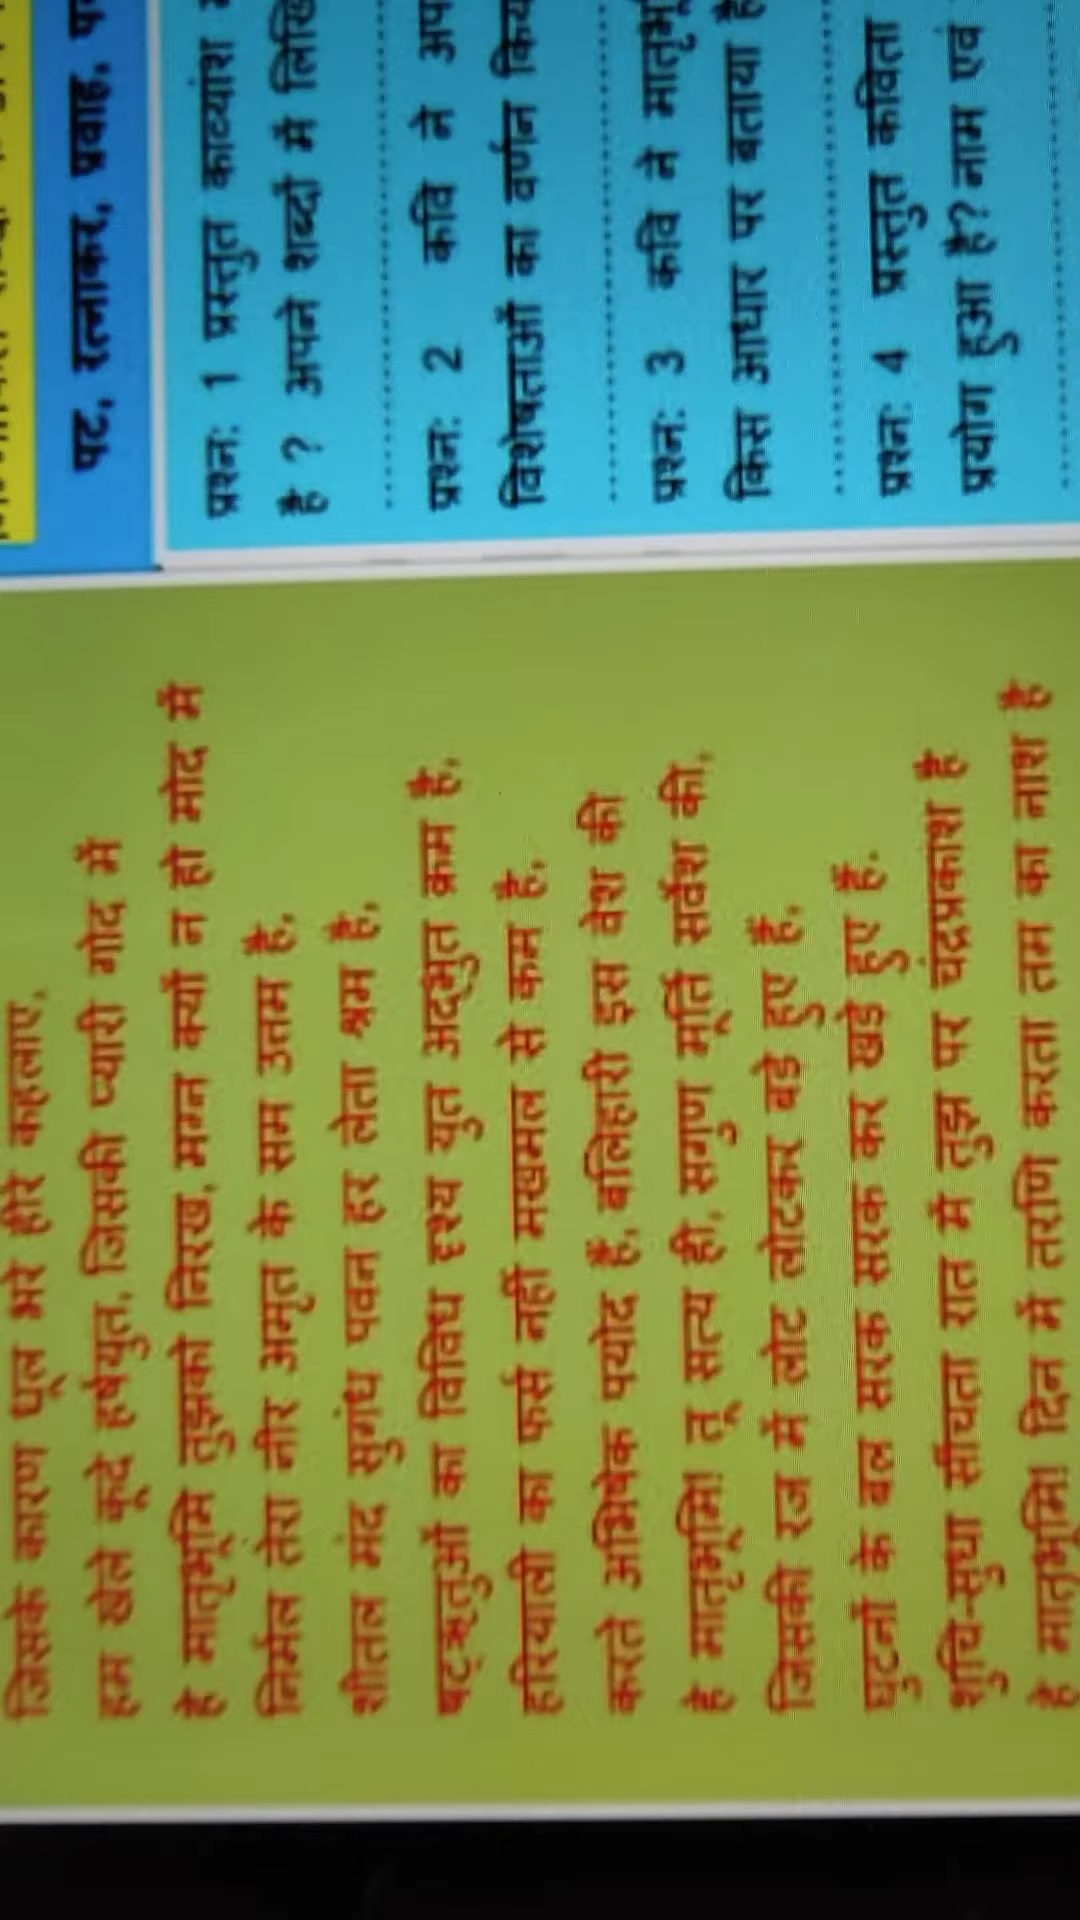 जिसके कारण धूल भरे हीरे कहलाए,
हम खेले कूदे हर्षयुत, जिसकी प्यारी गोद में
हे मातृभूमि तुझको निरख, मग्न क्यों न हो मोद में
निर्मल तेरा नीर अमृत के सम उत्तम है,
शीतल मंद सुगंध पवन हर लेता श्रम है,
षट्ऋतुओं का विविध दृश्य युत अद्भुत क्रम है,
हरियाली का फर्स नहीं मखमल से कम है,
करते अभिषेक पयोद हैं, बलिहारी इस वेश की
हे मातृभूमि! तू सत्य ही, सगुण मूर्ति सर्वेश की,
जिसकी रज में लोट लोटकर बड़े हुए हैं,
घुटनों के बल सरक सरक कर खड़े हुए हैं.
शुचि-सुधा सींचता रात में तुझ पर चंद्रप्रकाश है
हे मातृभूमि! दिन में तरणि करता तम का नाश है
पट, रत्नाकर, प्रवाह,
प्रश्न: 1 प्रस्तुत काव्यांश
है ? अपने शब्दों में
प्रश्न: 2 कवि ने
विशेषताओं का वर्णन
प्रश्न: 3 कवि ने
किस आधार पर बताया है
प्रश्न: 4 प्रस्तुत कविता
प्रयोग हुआ है? नाम एवं